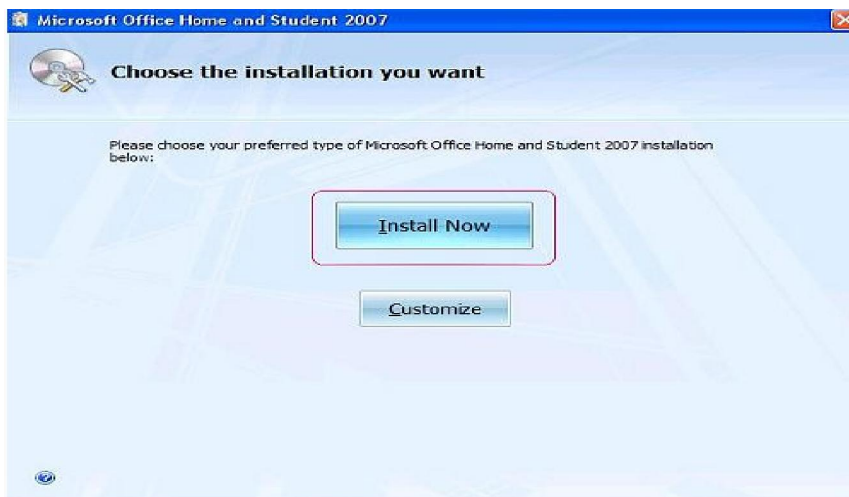 Microsoft Office Home and Student 2007
Choose the installation you want
Please choose your preferred type of Microsoft Office Home and Student 2007 installation
below:
Install Now
Customize